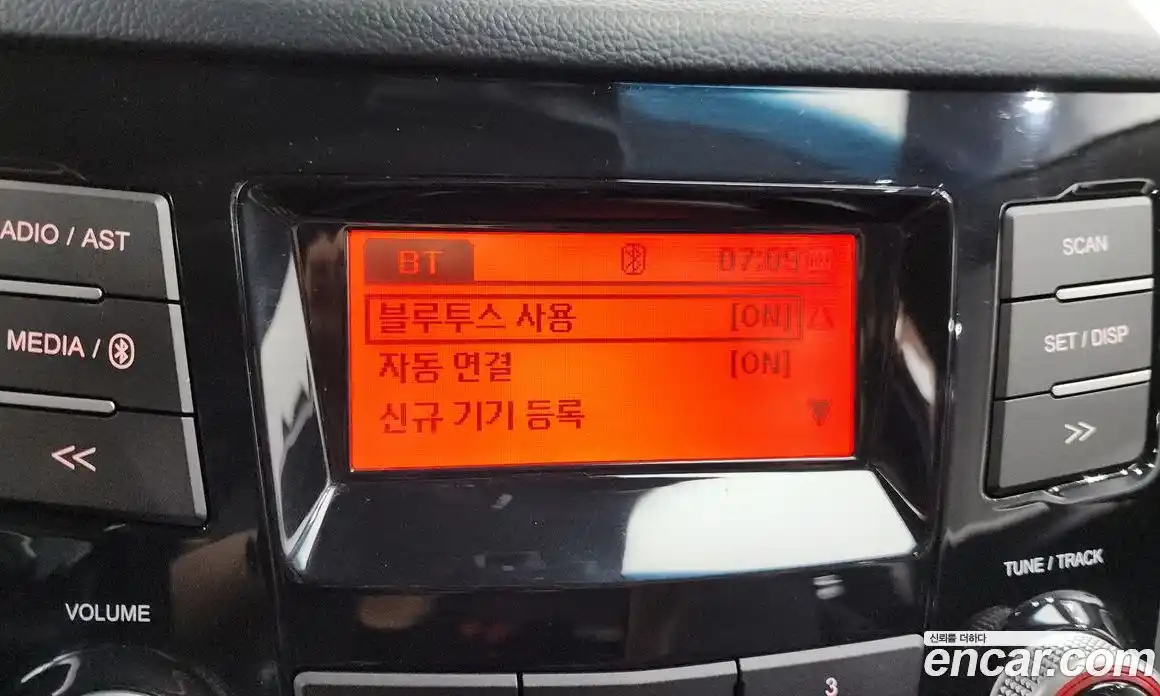 ADIO / AST
MEDIA /
<<
VOLUME
BT 07:09
블루투스 사용 [ON]
자동 연결 [ON]
신규 기기 등록
SCAN
SET / DISP
>>
TUNE / TRACK
3
신뢰를 더하다
encar.com